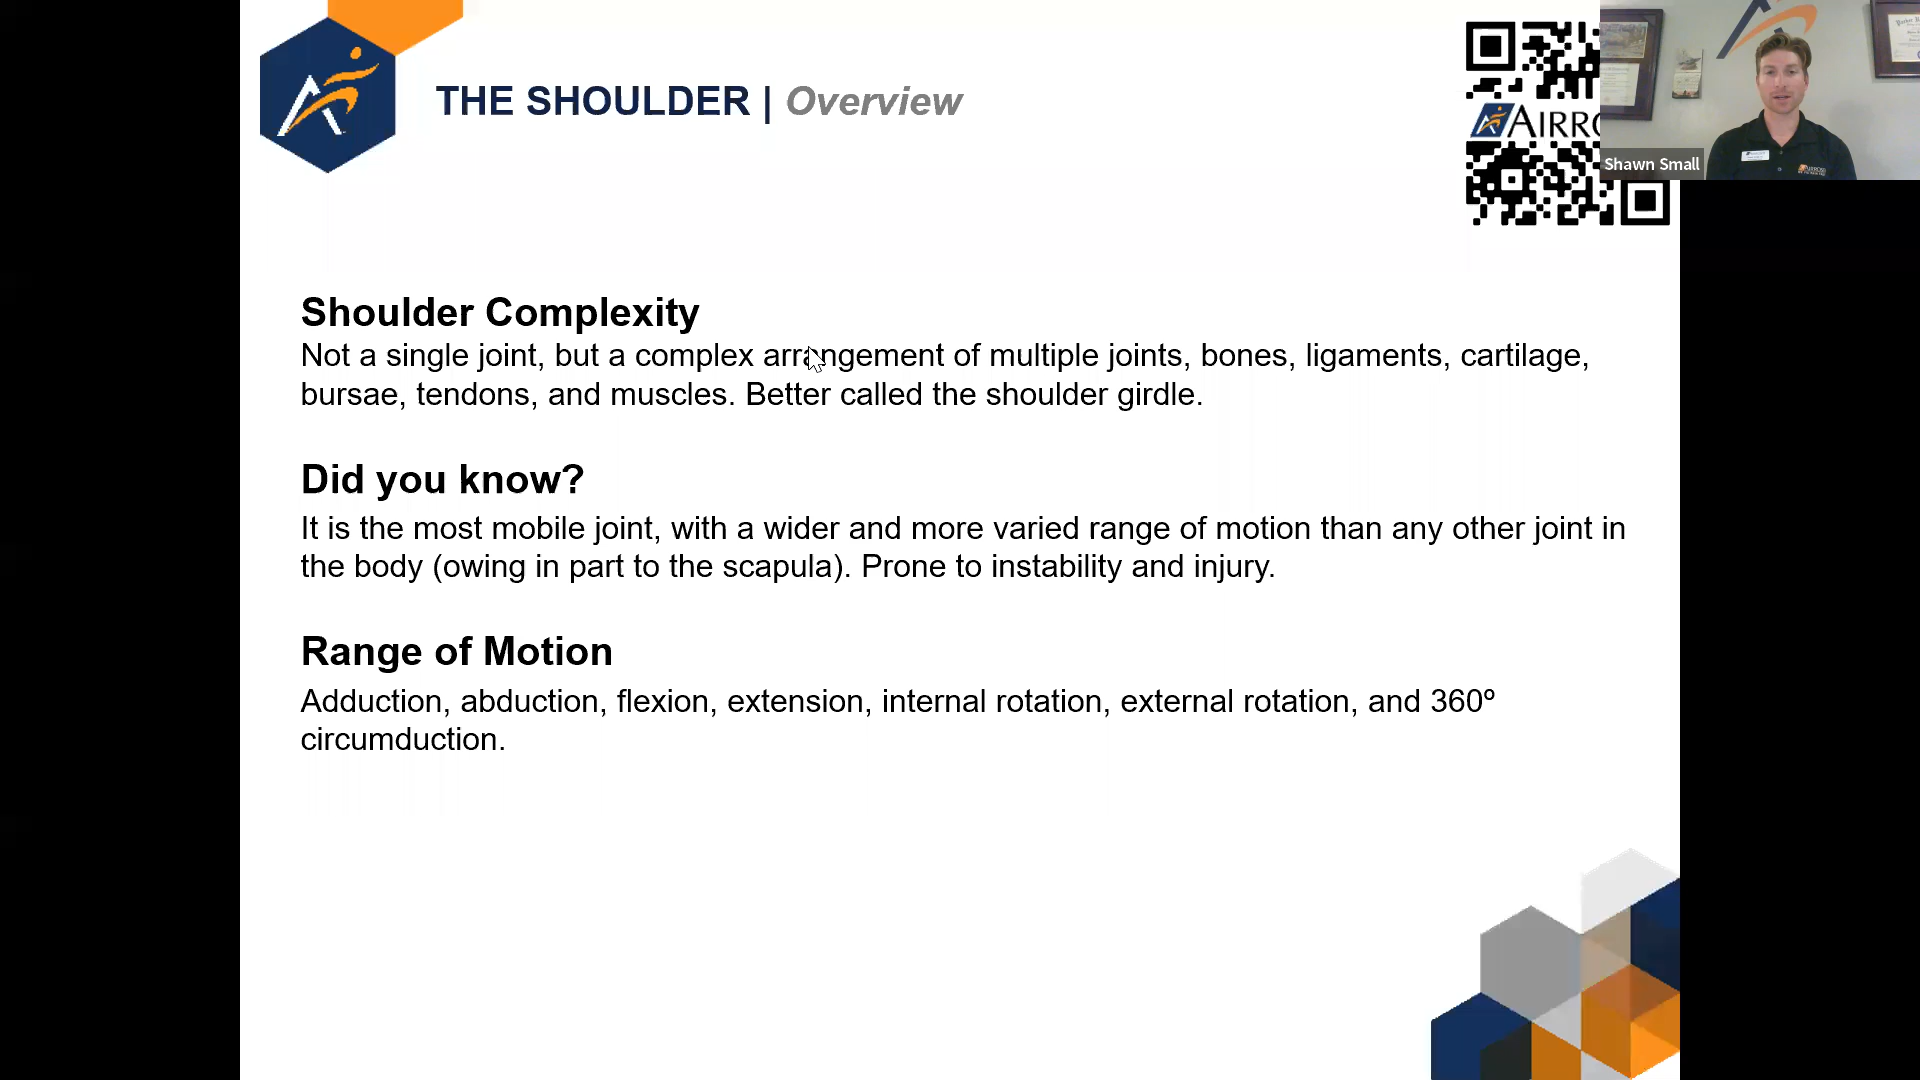 THE SHOULDER | Overview
AIRRO
Shawn Small
Shoulder Complexity
Not a single joint, but a complex arrangement of multiple joints, bones, ligaments, cartilage,
bursae, tendons, and muscles. Better called the shoulder girdle.
Did you know?
It is the most mobile joint, with a wider and more varied range of motion than any other joint in
the body (owing in part to the scapula). Prone to instability and injury.
Range of Motion
Adduction, abduction, flexion, extension, internal rotation, external rotation, and 360º
circumduction.